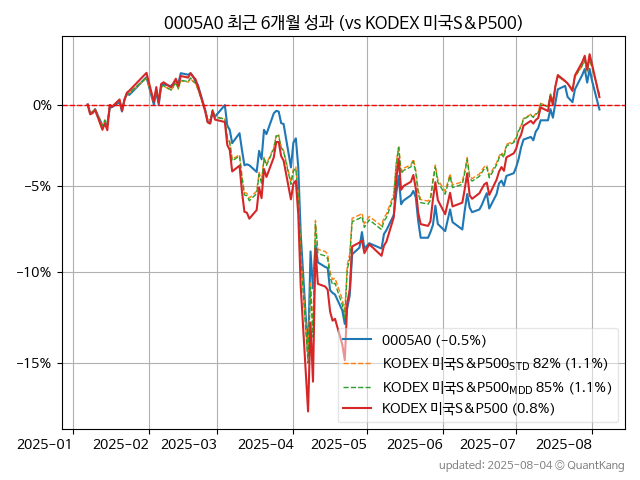 0005A0 최근 6개월 성과 (vs KODEX 미국S&P500)
0%
−5%
−10%
−15%
0005A0 (−0.5%)
KODEX 미국S&P500STD 82% (1.1%)
KODEX 미국S&P500MDD 85% (1.1%)
KODEX 미국S&P500 (0.8%)
2025-01 2025-02 2025-03 2025-04 2025-05 2025-06 2025-07 2025-08
updated: 2025-08-04 © QuantKang